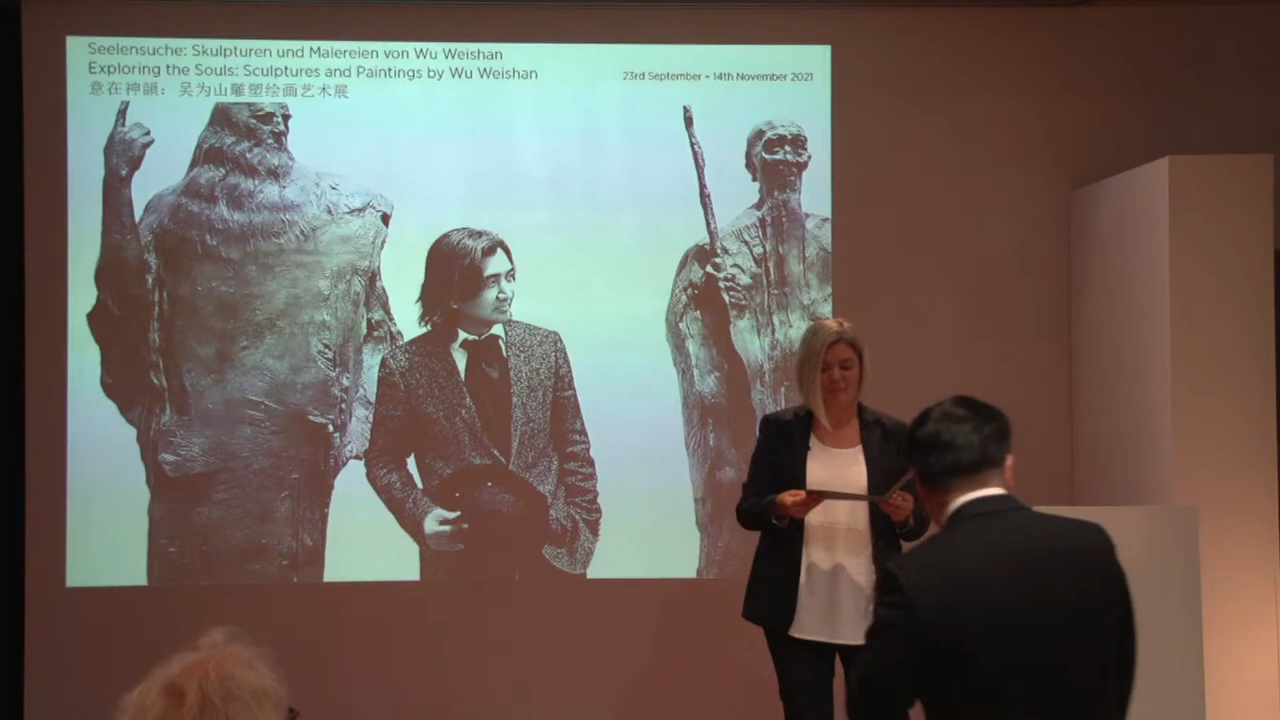 Seelensuche: Skulpturen und Malereien von Wu Weishan
Exploring the Souls: Sculptures and Paintings by Wu Weishan
23rd September – 14th November 2021
意在神韻：吴为山雕塑绘画艺术展